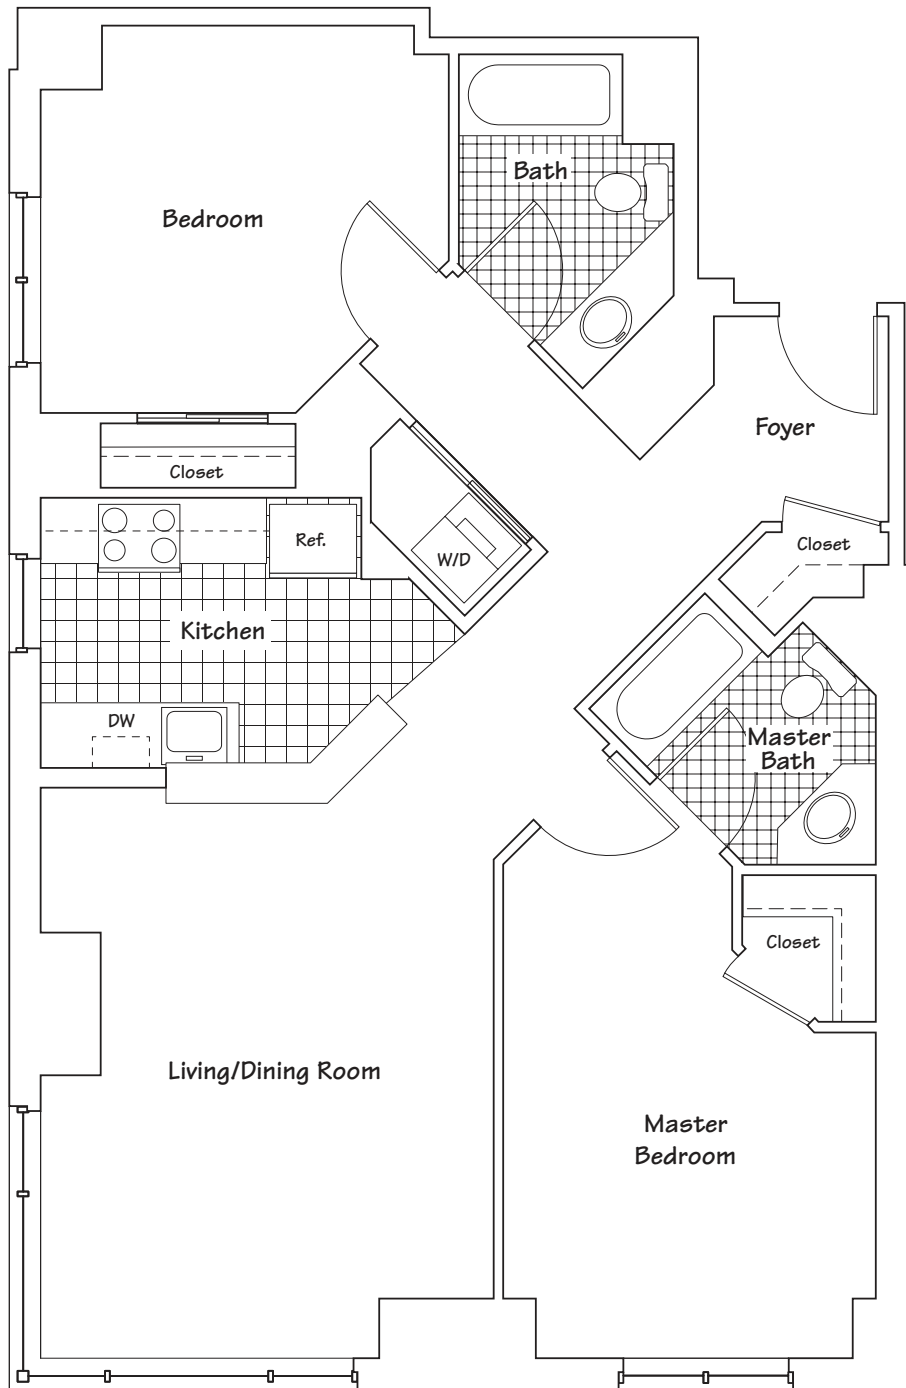 Bath
Bedroom
Foyer
Closet
Ref.
Closet
W/D
Kitchen
DW
Master
Bath
Closet
Living/Dining Room
Master
Bedroom